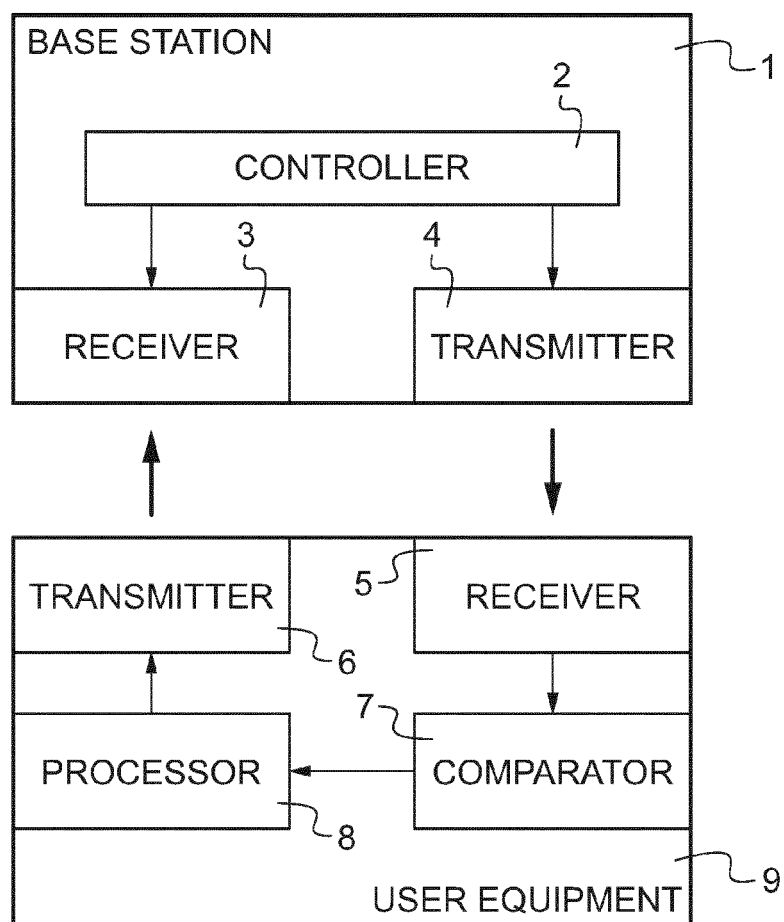 BASE STATION
1
2
CONTROLLER
3
4
RECEIVER
TRANSMITTER
TRANSMITTER
5
RECEIVER
6
7
PROCESSOR
COMPARATOR
8
9
USER EQUIPMENT